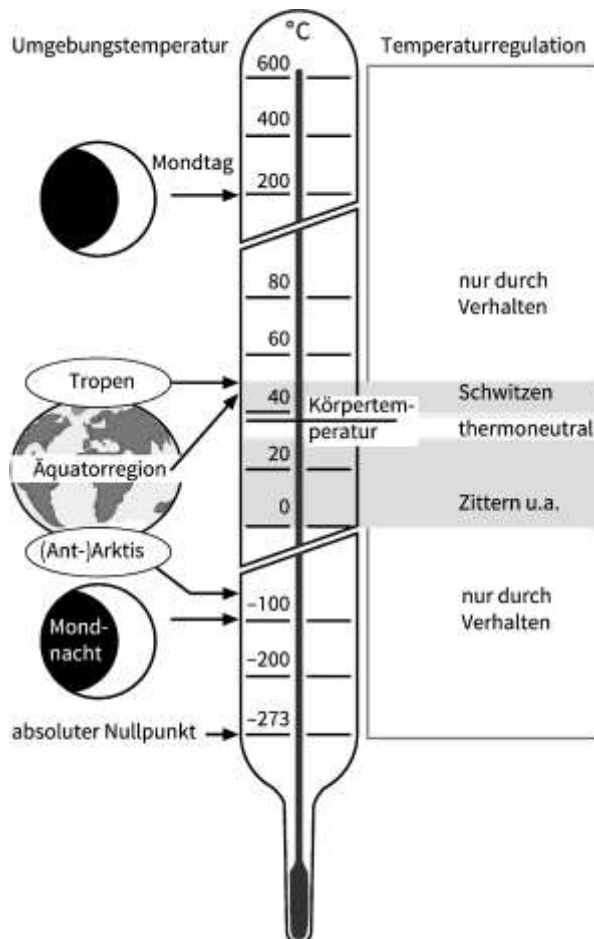 °C
Umgebungstemperatur
Temperaturregulation
600
400
Mondtag
200
80
nur durch
Verhalten
60
Tropen
40
Schwitzen
Körpertem-
peratur
thermoneutral
Äquatorregion
20
0
Zittern u.a.
(Ant-)Arktis
–100
nur durch
Verhalten
Mond-
nacht
–200
absoluter Nullpunkt
–273